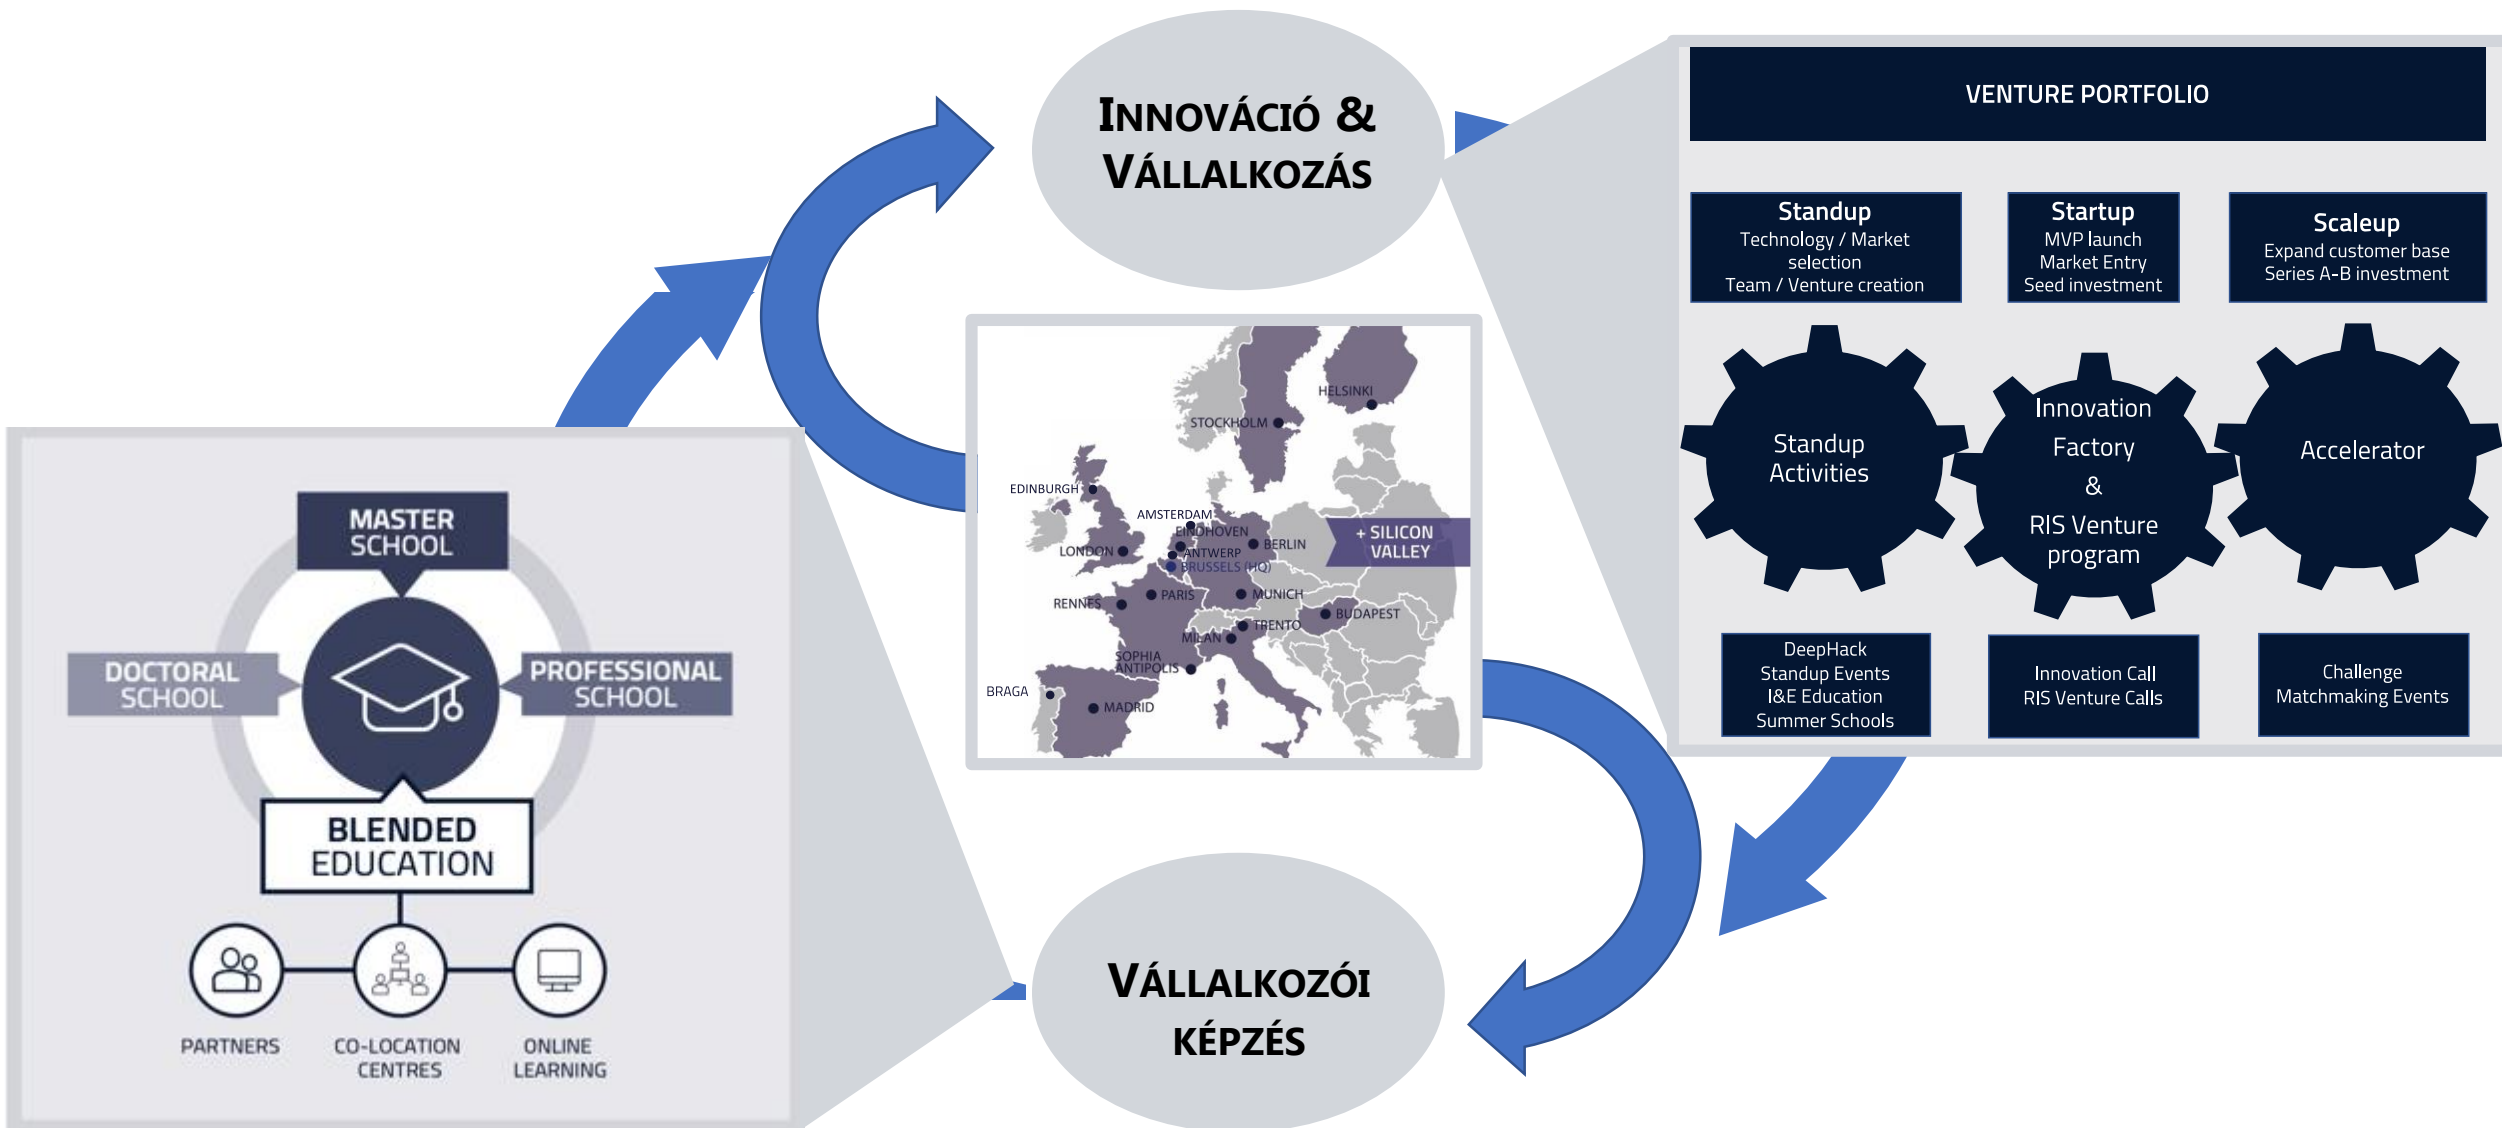 INNOVÁCIÓ &
VÁLLALKOZÁS
VENTURE PORTFOLIO
Standup
Technology / Market
selection
Team / Venture creation
Startup
MVP launch
Market Entry
Seed investment
Scaleup
Expand customer base
Series A-B investment
Standup
Activities
Innovation
Factory
&
RIS Venture
program
Accelerator
DeepHack
Standup Events
I&E Education
Summer Schools
Innovation Call
RIS Venture Calls
Challenge
Matchmaking Events
HELSINKI
STOCKHOLM
EDINBURGH
AMSTERDAM
EINDHOVEN
LONDON
ANTWERP
BERLIN
BRUSSELS (HQ)
+ SILICON
VALLEY
RENNES
PARIS
MUNICH
BUDAPEST
TRENTO
MILAN
SOPHIA
ANTIPOLIS
BRAGA
MADRID
MASTER
SCHOOL
DOCTORAL
SCHOOL
PROFESSIONAL
SCHOOL
BLENDED
EDUCATION
PARTNERS
CO-LOCATION
CENTRES
ONLINE
LEARNING
VÁLLALKOZÓI
KÉPZÉS